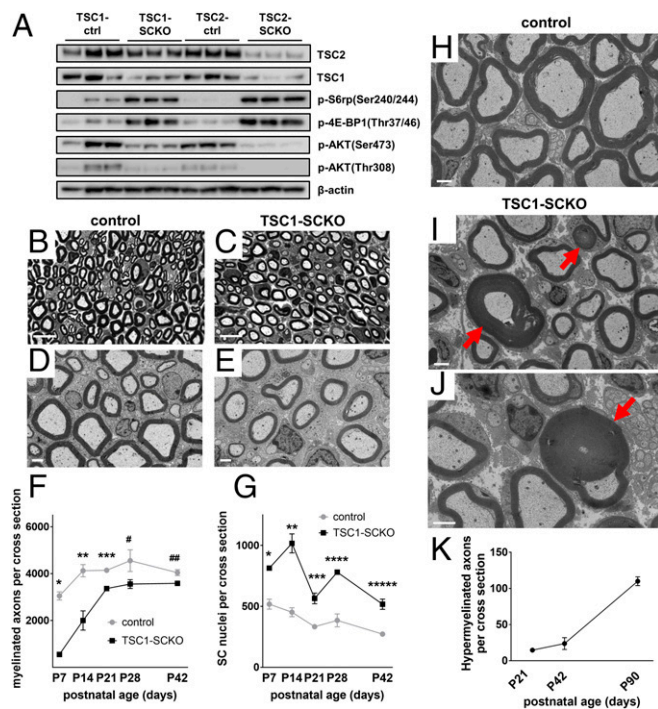 A
TSC1-
ctrl
TSC1-
SCKO
TSC2-
ctrl
TSC2-
SCKO
TSC2
TSC1
p-S6rp(Ser240/244)
p-4E-BP1(Thr37/46)
p-AKT(Ser473)
p-AKT(Thr308)
β-actin
control
TSC1-SCKO
B
C
D
E
F
myelinated axons per cross section
6000
4000
2000
*
**
***
#
##
control
TSC1-SCKO
P7 P14 P21 P28 P42
postnatal age (days)
G
SC nuclei per cross section
1000
500
0
*
**
***
****
*****
control
TSC1-SCKO
P7 P14 P21 P28 P42
postnatal age (days)
control
H
TSC1-SCKO
I
J
K
Hypermyelinated axons
per cross section
150
100
50
0
P21 P42 P90
postnatal age (days)